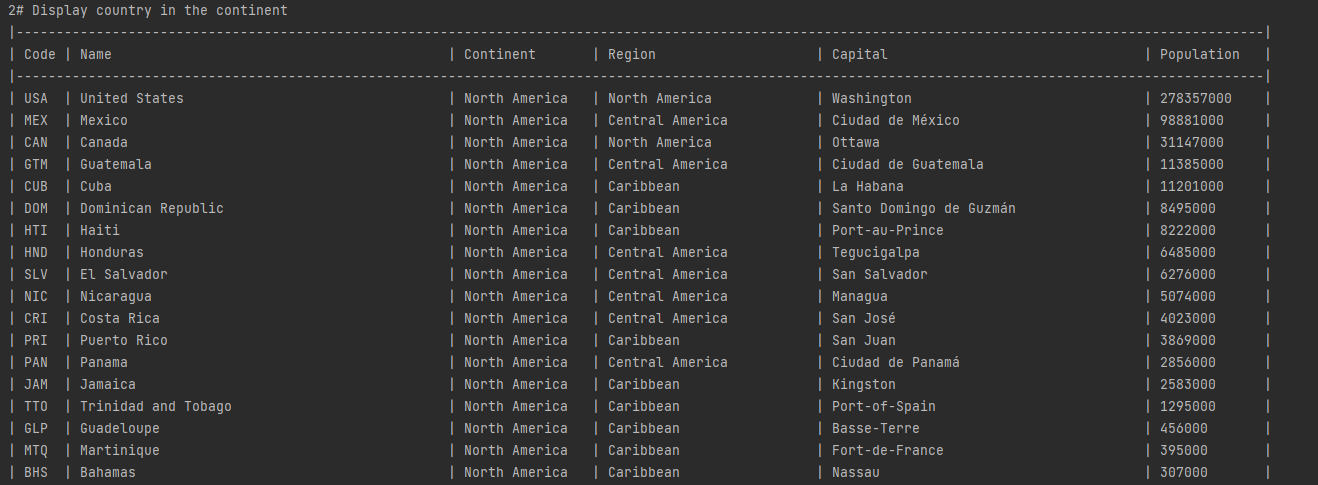 2# Display country in the continent
|------------------------------------------------------------------------------------------------------------------------------------------------------------|
| Code | Name                                          | Continent       | Region                    | Capital                                | Population   |
|------------------------------------------------------------------------------------------------------------------------------------------------------------|
| USA  | United States                                 | North America   | North America             | Washington                             | 278357000    |
| MEX  | Mexico                                        | North America   | Central America           | Ciudad de México                       | 98881000     |
| CAN  | Canada                                        | North America   | North America             | Ottawa                                 | 31147000     |
| GTM  | Guatemala                                     | North America   | Central America           | Ciudad de Guatemala                    | 11385000     |
| CUB  | Cuba                                          | North America   | Caribbean                 | La Habana                              | 11201000     |
| DOM  | Dominican Republic                            | North America   | Caribbean                 | Santo Domingo de Guzmán                | 8495000      |
| HTI  | Haiti                                         | North America   | Caribbean                 | Port-au-Prince                         | 8222000      |
| HND  | Honduras                                      | North America   | Central America           | Tegucigalpa                            | 6485000      |
| SLV  | El Salvador                                   | North America   | Central America           | San Salvador                           | 6276000      |
| NIC  | Nicaragua                                     | North America   | Central America           | Managua                                | 5074000      |
| CRI  | Costa Rica                                    | North America   | Central America           | San José                               | 4023000      |
| PRI  | Puerto Rico                                   | North America   | Caribbean                 | San Juan                               | 3869000      |
| PAN  | Panama                                        | North America   | Central America           | Ciudad de Panamá                       | 2856000      |
| JAM  | Jamaica                                       | North America   | Caribbean                 | Kingston                               | 2583000      |
| TTO  | Trinidad and Tobago                           | North America   | Caribbean                 | Port-of-Spain                          | 1295000      |
| GLP  | Guadeloupe                                    | North America   | Caribbean                 | Basse-Terre                            | 456000       |
| MTQ  | Martinique                                    | North America   | Caribbean                 | Fort-de-France                         | 395000       |
| BHS  | Bahamas                                       | North America   | Caribbean                 | Nassau                                 | 307000       |